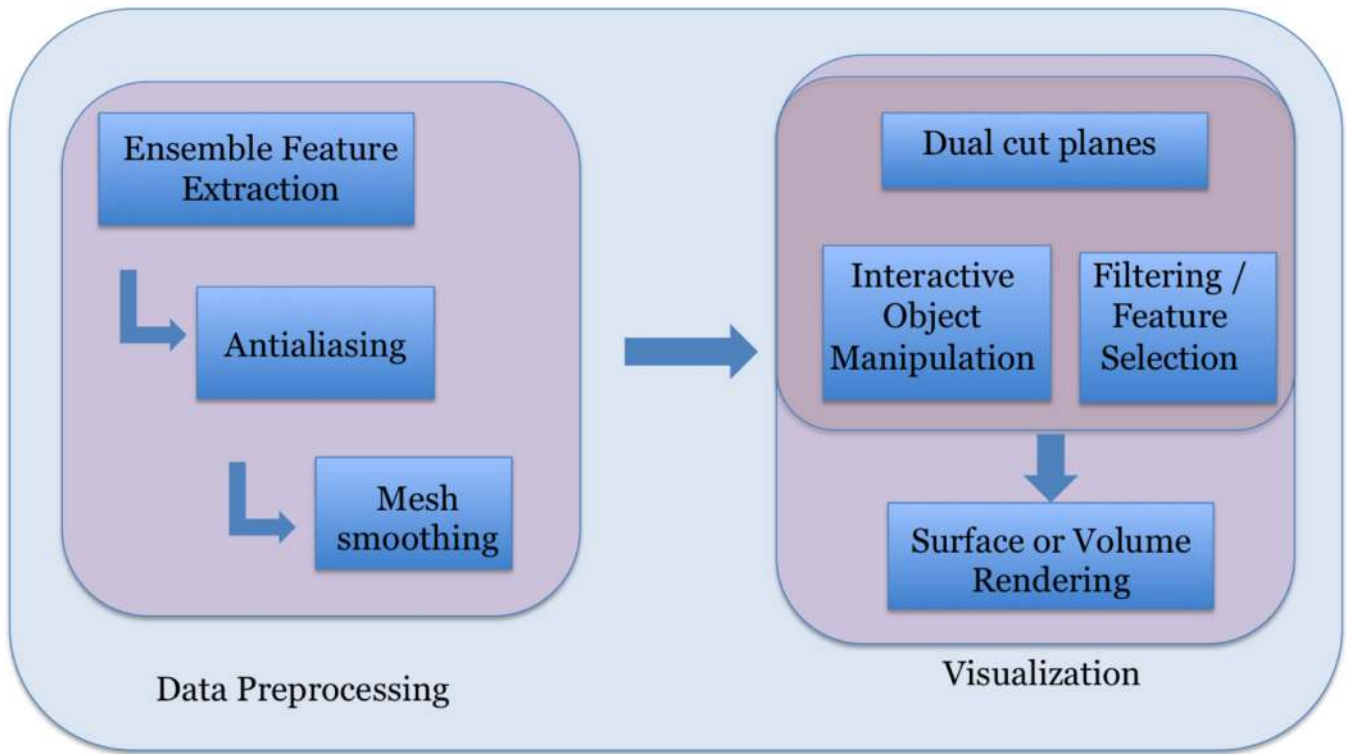 Ensemble Feature
Extraction
Antialiasing
Mesh
smoothing
Data Preprocessing
Dual cut planes
Interactive
Object
Manipulation
Filtering /
Feature
Selection
Surface or Volume
Rendering
Visualization